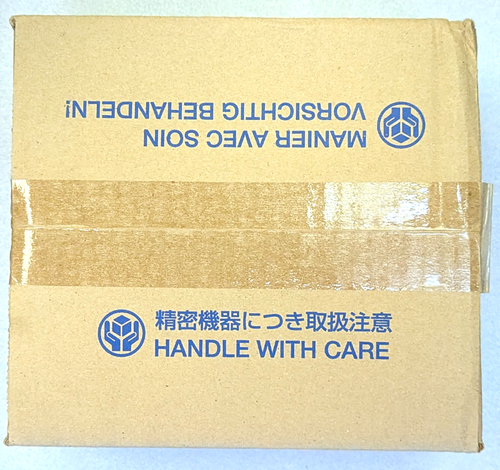 MANIER AVEC SOIN
VORSICHTIG BEHANDELN!
精密機器につき取扱注意
HANDLE WITH CARE